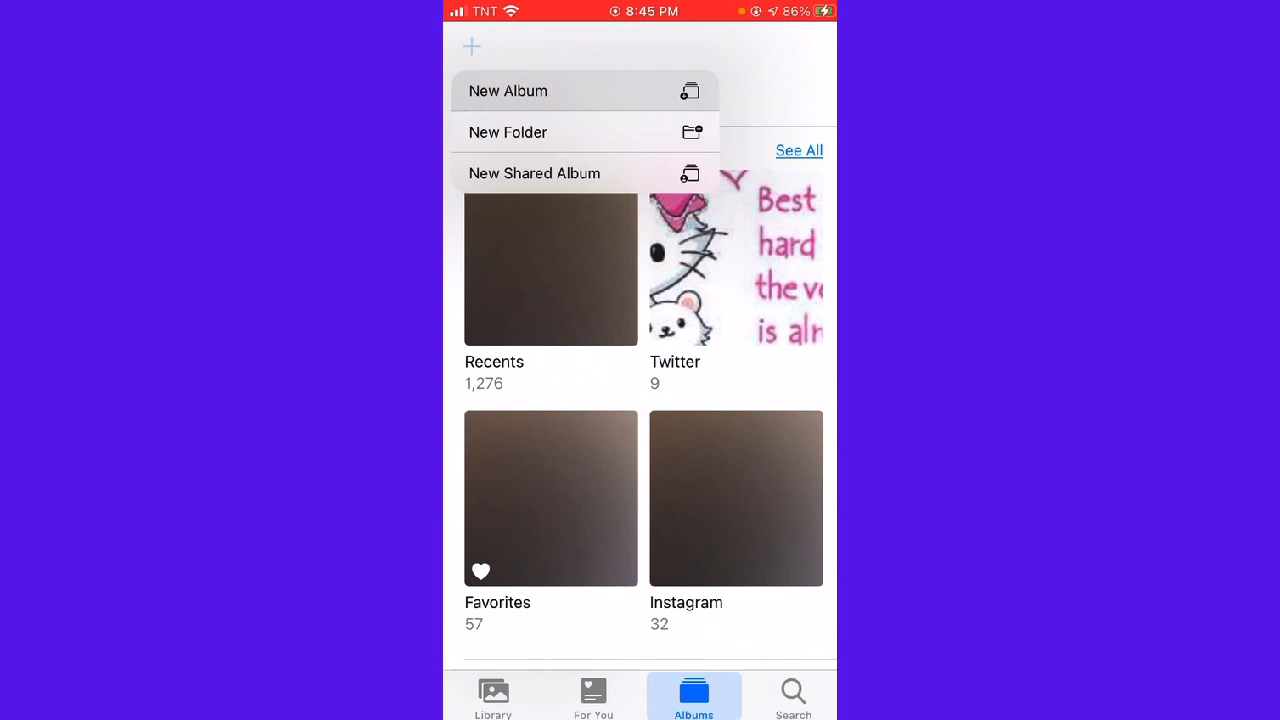 TNT 8:45 PM 86%
New Album
New Folder
New Shared Album
See All
Best
hard
the
is
Recents
1,276
Twitter
9
Favorites
57
Instagram
32
Library
For You
Albums
Search